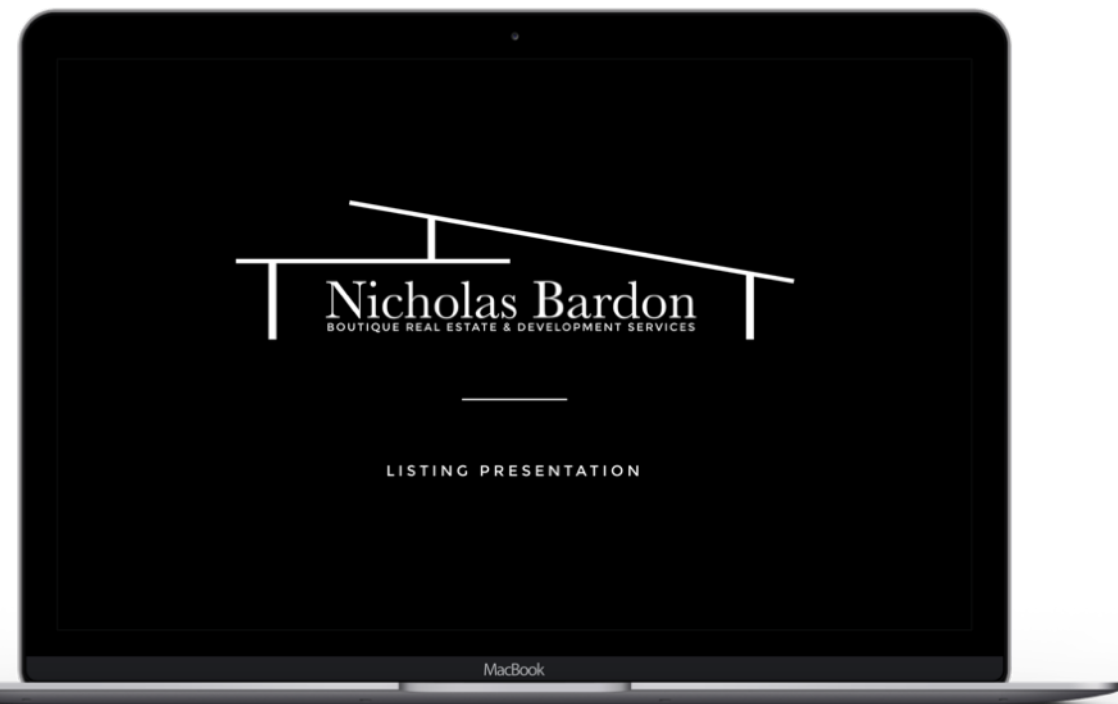 Nicholas Bardon
BOUTIQUE REAL ESTATE & DEVELOPMENT SERVICES
LISTING PRESENTATION
MacBook